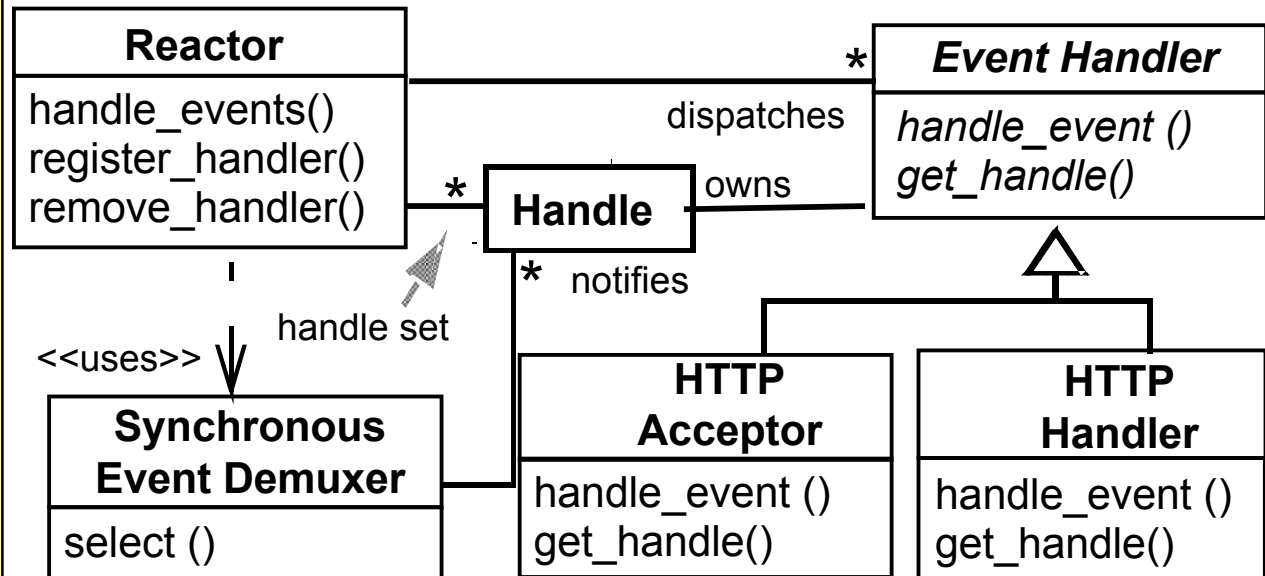 Reactor
handle_events()
register_handler()
remove_handler()
*
dispatches
Event Handler
handle_event ()
get_handle()
*
Handle
owns
*
notifies
handle set
<<uses>>
Synchronous
Event Demuxer
select ()
HTTP
Acceptor
handle_event ()
get_handle()
HTTP
Handler
handle_event ()
get_handle()